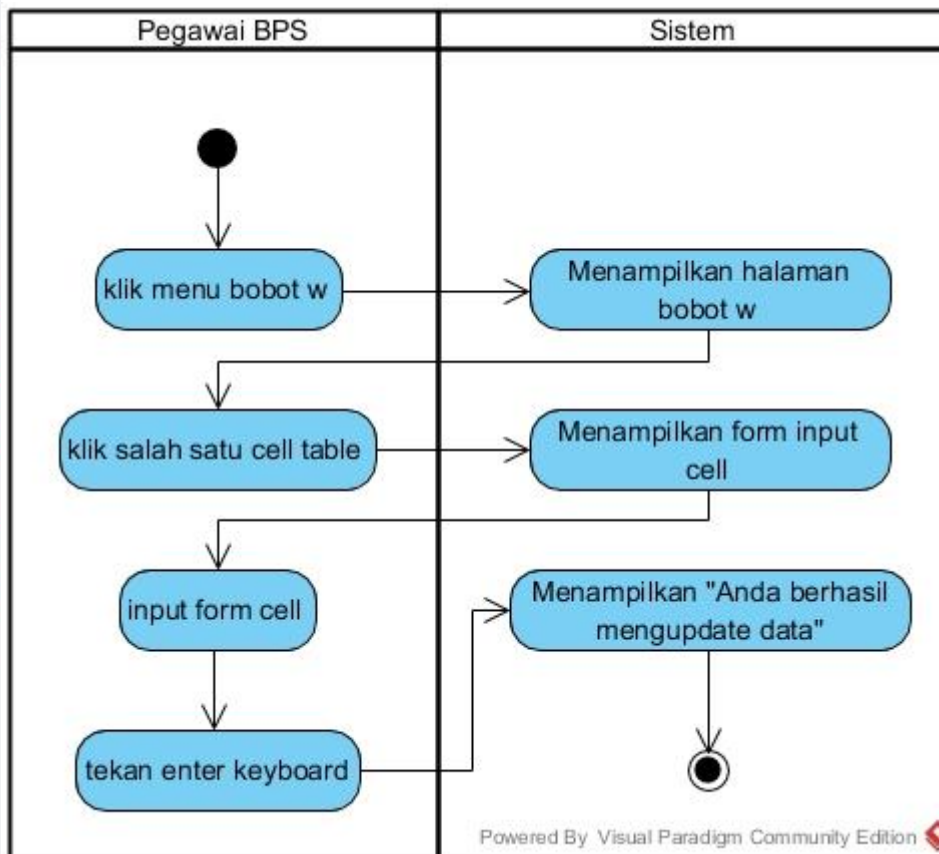 Pegawai BPS
Sistem
klik menu bobot w
Menampilkan halaman
bobot w
klik salah satu cell table
Menampilkan form input
cell
input form cell
Menampilkan "Anda berhasil
mengupdate data"
tekan enter keyboard
Powered By Visual Paradigm Community Edition